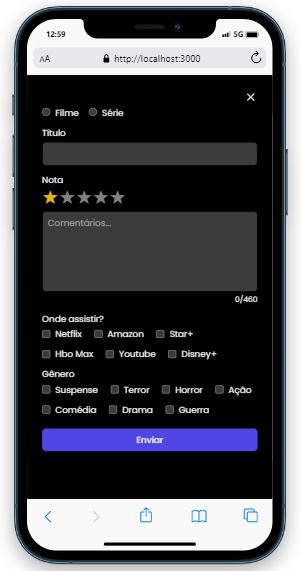 12:59 5G
AA http://localhost:3000
Filme Série
Título
Nota
Comentários...
0/460
Onde assistir?
Netflix Amazon Star+
Hbo Max Youtube Disney+
Gênero
Suspense Terror Horror Ação
Comédia Drama Guerra
Enviar